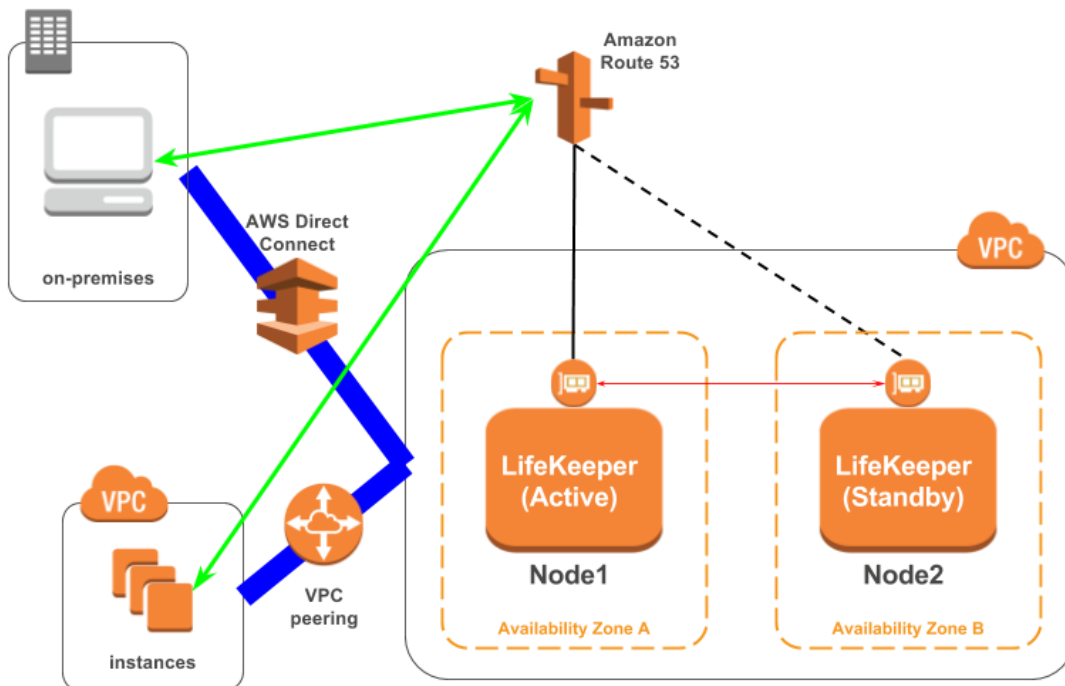 Amazon
Route 53
AWS Direct
Connect
VPC
on-premises
LifeKeeper
(Active)
LifeKeeper
(Standby)
VPC
Node1
Node2
VPC
peering
Availability Zone A
Availability Zone B
instances